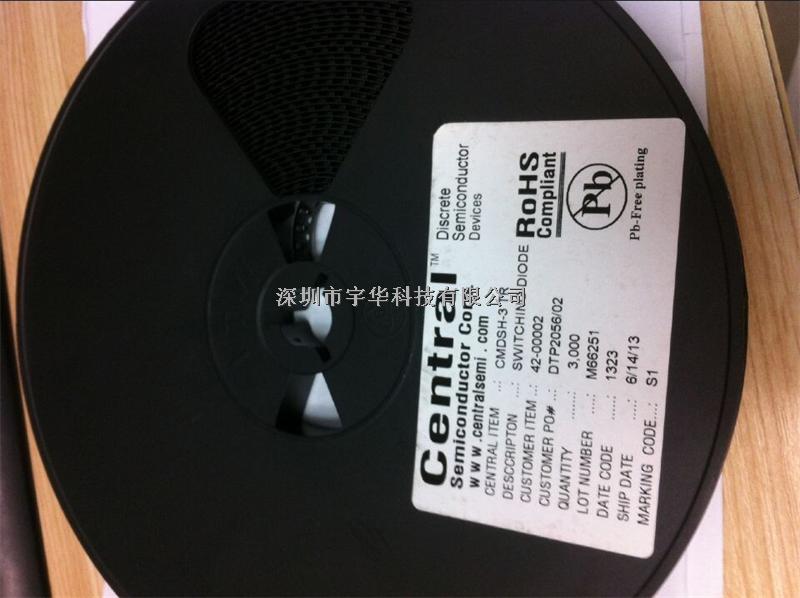 Central™
Discrete
Semiconductor
Devices
RoHS
Compliant
Pb
Pb-Free plating
Semiconductor
www.centralsemi.com
CENTRAL ITEM ...:
DESCCRIPTON ...: SWITCHING DIODE
CUSTOMER ITEM ..: 42-00002
CUSTOMER PO# ..: DTP2056/02
QUANTITY ......: 3,000
LOT NUMBER .....: M66251
DATE CODE .....: 1323
SHIP DATE .....: 6/14/13
MARKING CODE....: S1
深圳市宇华科技有限公司